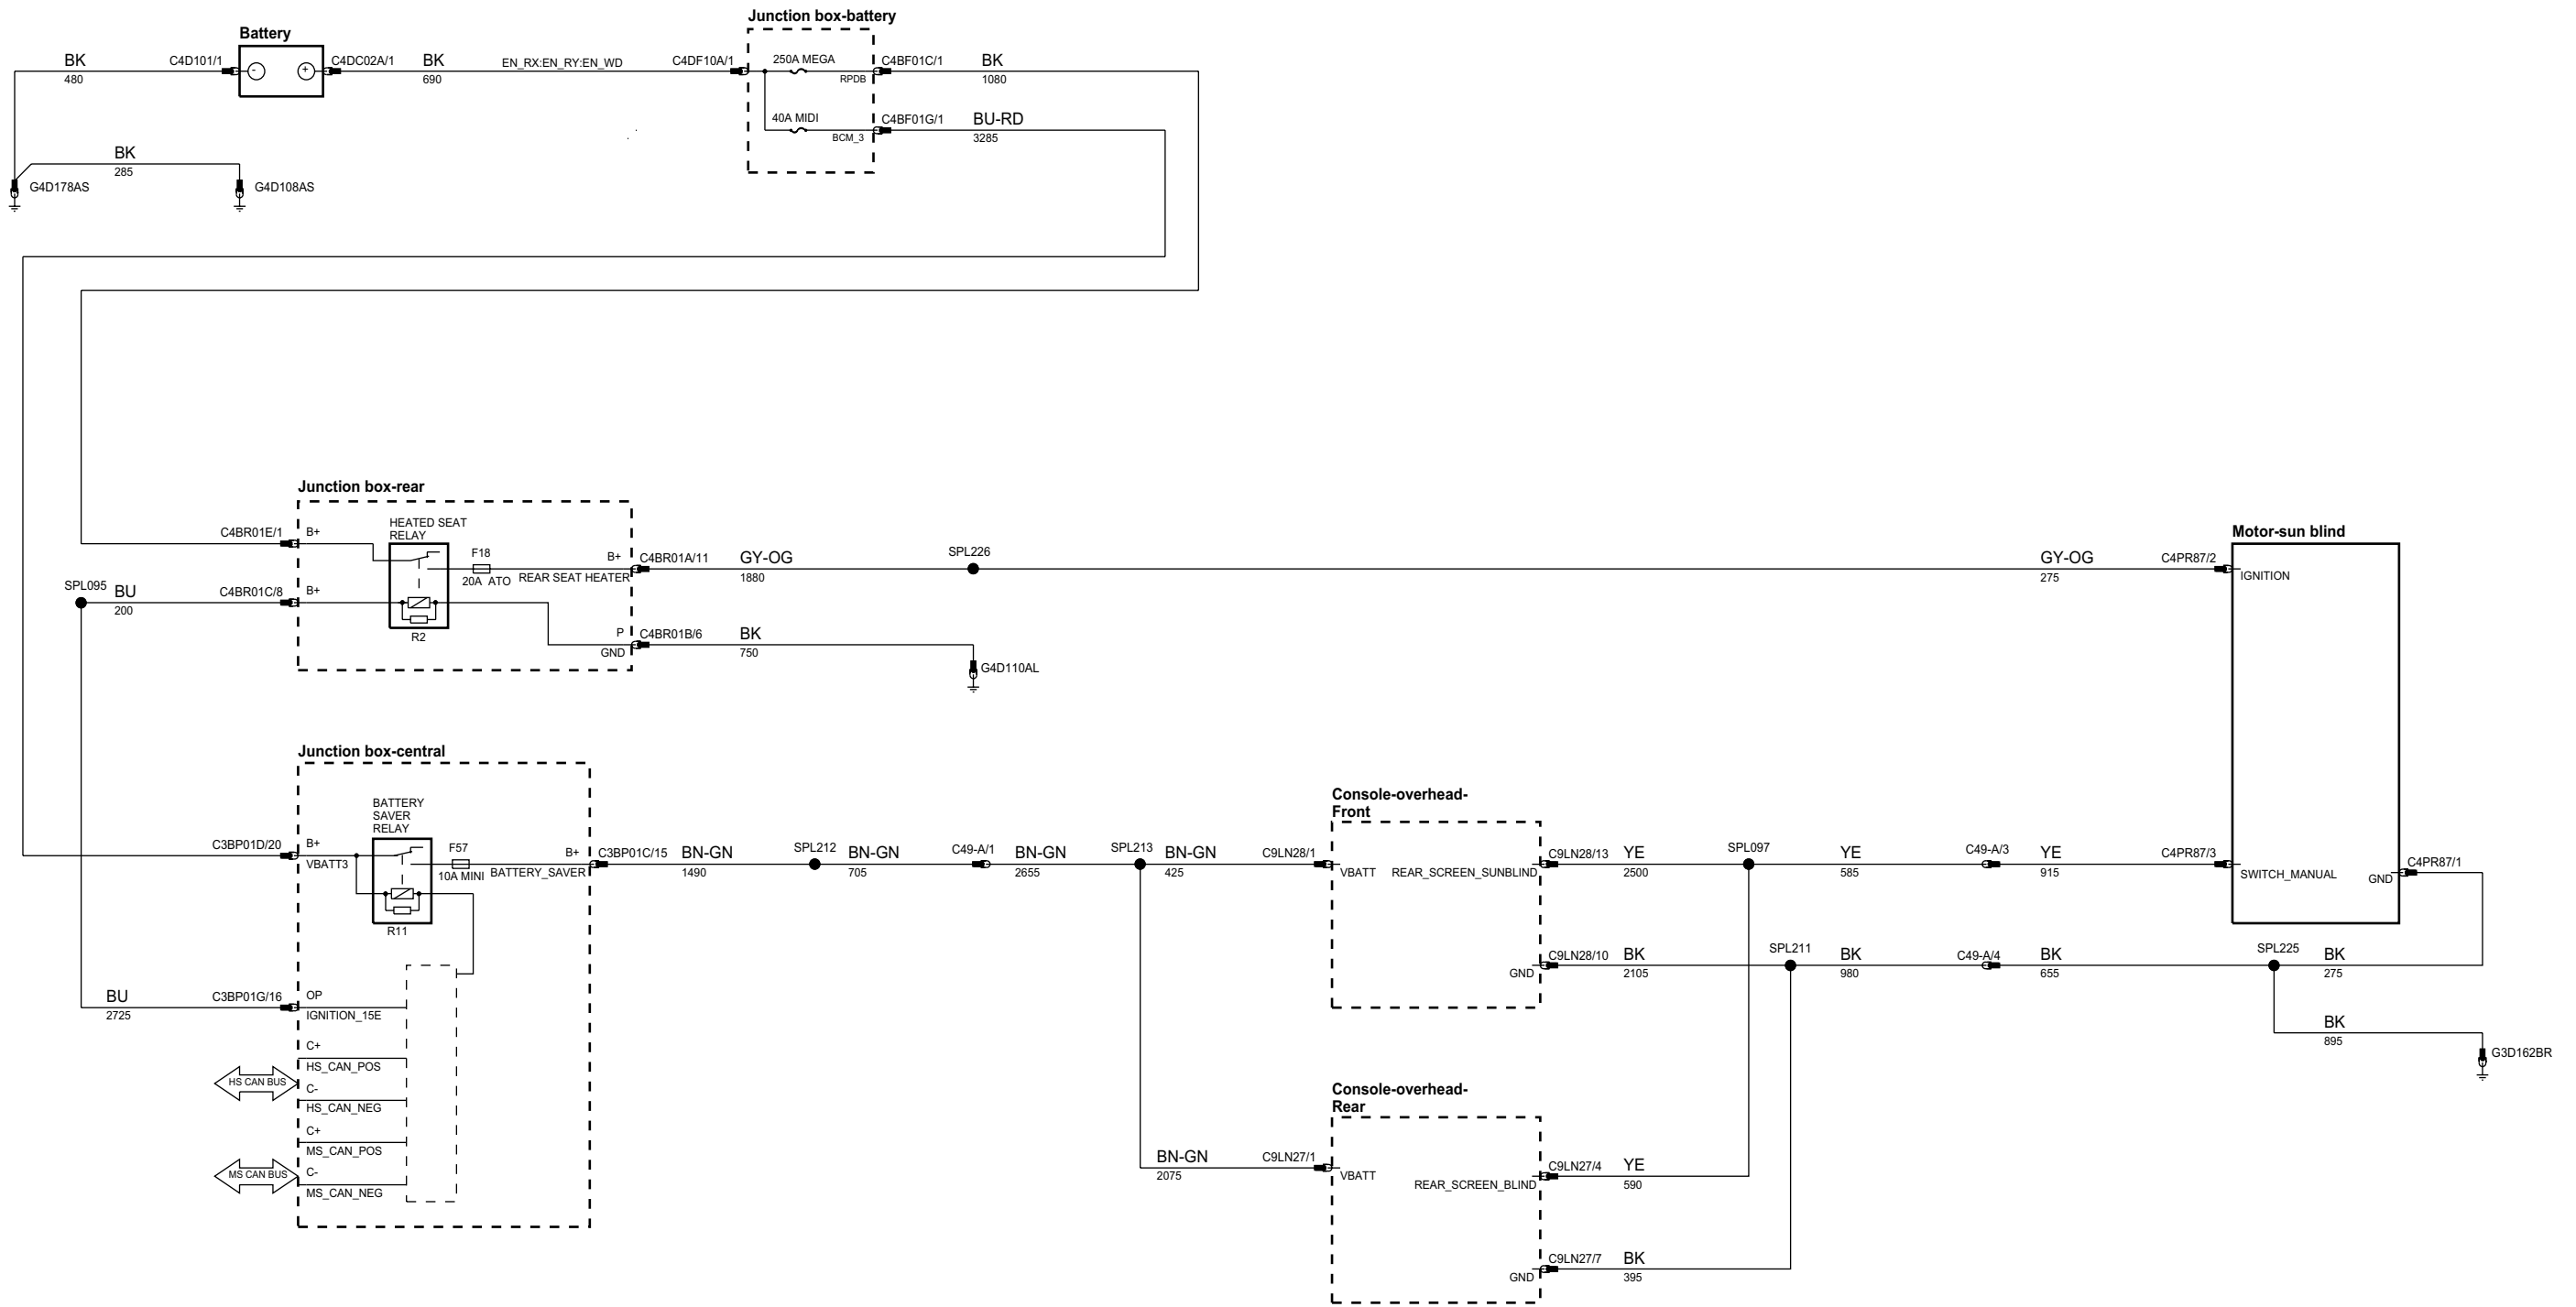 Junction box-battery
Battery
BK
480
C4D101/1
-
+
C4DC02A/1
BK
690
EN_RX:EN_RY:EN_WD
C4DF10A/1
250A MEGA
RPDB
C4BF01C/1
BK
1080
40A MIDI
BCM_3
C4BF01G/1
BU-RD
3285
BK
285
G4D178AS
G4D108AS
Junction box-rear
C4BR01E/1
B+
HEATED SEAT
RELAY
F18
20A ATO
B+
REAR SEAT HEATER
C4BR01A/11
GY-OG
1880
SPL226
GY-OG
275
C4PR87/2
Motor-sun blind
IGNITION
SPL095
BU
200
C4BR01C/8
B+
R2
P
GND
C4BR01B/6
BK
750
G4D110AL
Junction box-central
BATTERY
SAVER
RELAY
C3BP01D/20
B+
VBATT3
F57
10A MINI
B+
BATTERY_SAVER
C3BP01C/15
BN-GN
1490
SPL212
BN-GN
705
C49-A/1
BN-GN
2655
SPL213
BN-GN
425
C9LN28/1
Console-overhead-
Front
VBATT
REAR_SCREEN_SUNBLIND
C9LN28/13
YE
2500
SPL097
YE
585
C49-A/3
YE
915
C4PR87/3
SWITCH_MANUAL
GND
C4PR87/1
R11
GND
C9LN28/10
BK
2105
SPL211
BK
980
C49-A/4
BK
655
SPL225
BK
275
BU
2725
C3BP01G/16
OP
IGNITION_15E
BK
895
G3D162BR
C+
HS_CAN_POS
HS CAN BUS
C-
HS_CAN_NEG
C+
MS_CAN_POS
MS CAN BUS
C-
MS_CAN_NEG
Console-overhead-
Rear
BN-GN
2075
C9LN27/1
VBATT
REAR_SCREEN_BLIND
C9LN27/4
YE
590
GND
C9LN27/7
BK
395